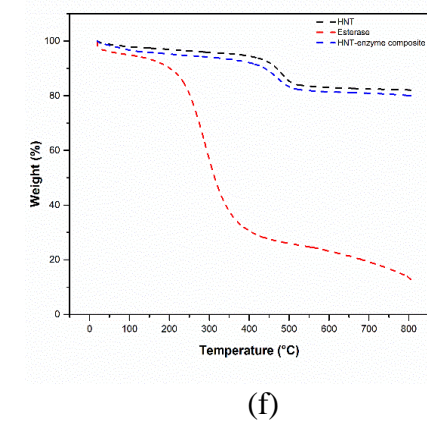 HNT
Esterase
HNT-enzyme composite
100
80
60
40
20
0
Weight (%)
0 100 200 300 400 500 600 700 800
Temperature (°C)
(f)